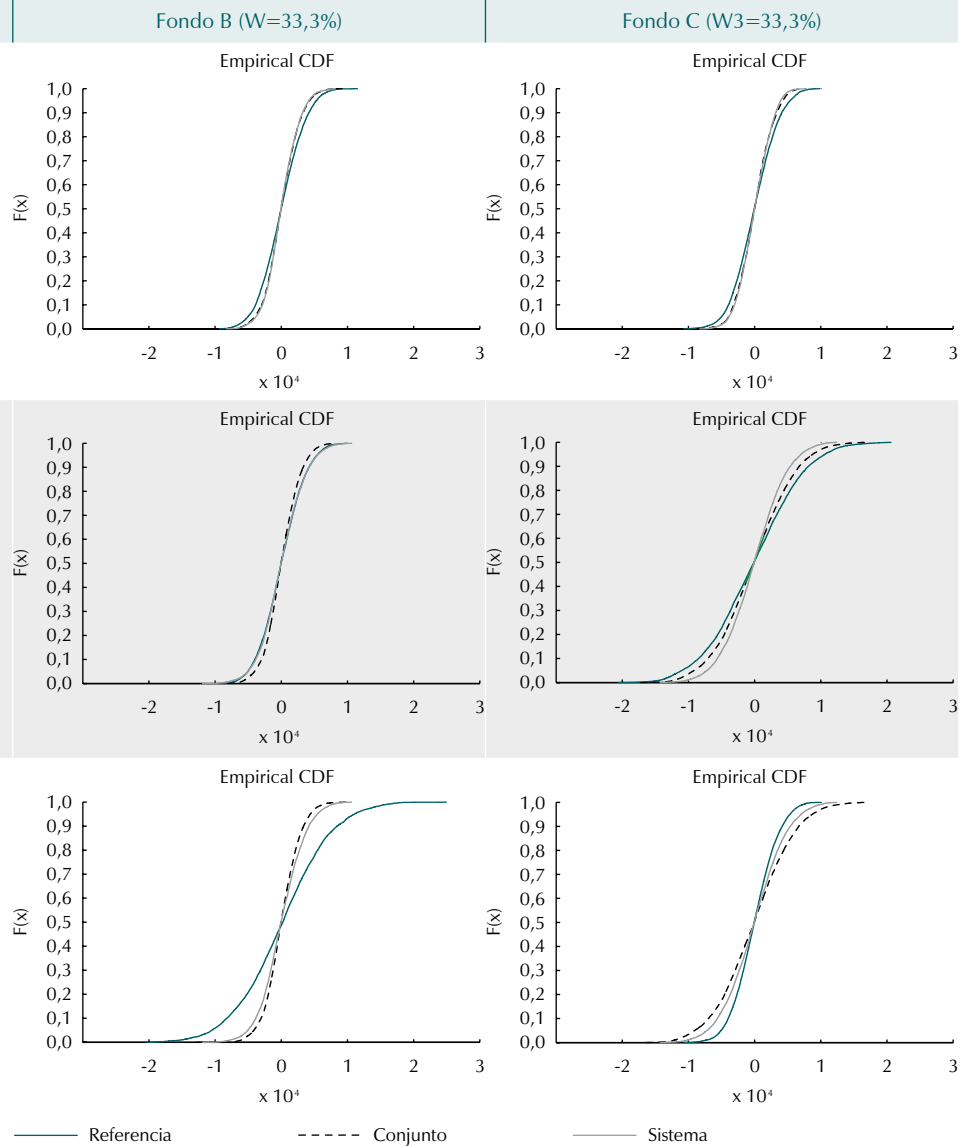 Fondo B (W=33,3%)
Fondo C (W3=33,3%)
Empirical CDF
1,0
0,9
0,8
0,7
0,6
0,5
0,4
0,3
0,2
0,1
0,0
F(x)
-2 -1 0 1 2 3
x 10⁴
Empirical CDF
1,0
0,9
0,8
0,7
0,6
0,5
0,4
0,3
0,2
0,1
0,0
F(x)
-2 -1 0 1 2 3
x 10⁴
Empirical CDF
1,0
0,9
0,8
0,7
0,6
0,5
0,4
0,3
0,2
0,1
0,0
F(x)
-2 -1 0 1 2 3
x 10⁴
Empirical CDF
1,0
0,9
0,8
0,7
0,6
0,5
0,4
0,3
0,2
0,1
0,0
F(x)
-2 -1 0 1 2 3
x 10⁴
Empirical CDF
1,0
0,9
0,8
0,7
0,6
0,5
0,4
0,3
0,2
0,1
0,0
F(x)
-2 -1 0 1 2 3
x 10⁴
Empirical CDF
1,0
0,9
0,8
0,7
0,6
0,5
0,4
0,3
0,2
0,1
0,0
F(x)
-2 -1 0 1 2 3
x 10⁴
Referencia
Conjunto
Sistema